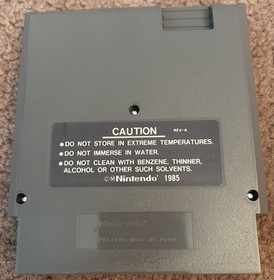 CAUTION REV-A
• DO NOT STORE IN EXTREME TEMPERATURES.
• DO NOT IMMERSE IN WATER.
• DO NOT CLEAN WITH BENZENE, THINNER,
ALCOHOL OR OTHER SUCH SOLVENTS.
©M Nintendo® 1985
Nintendo